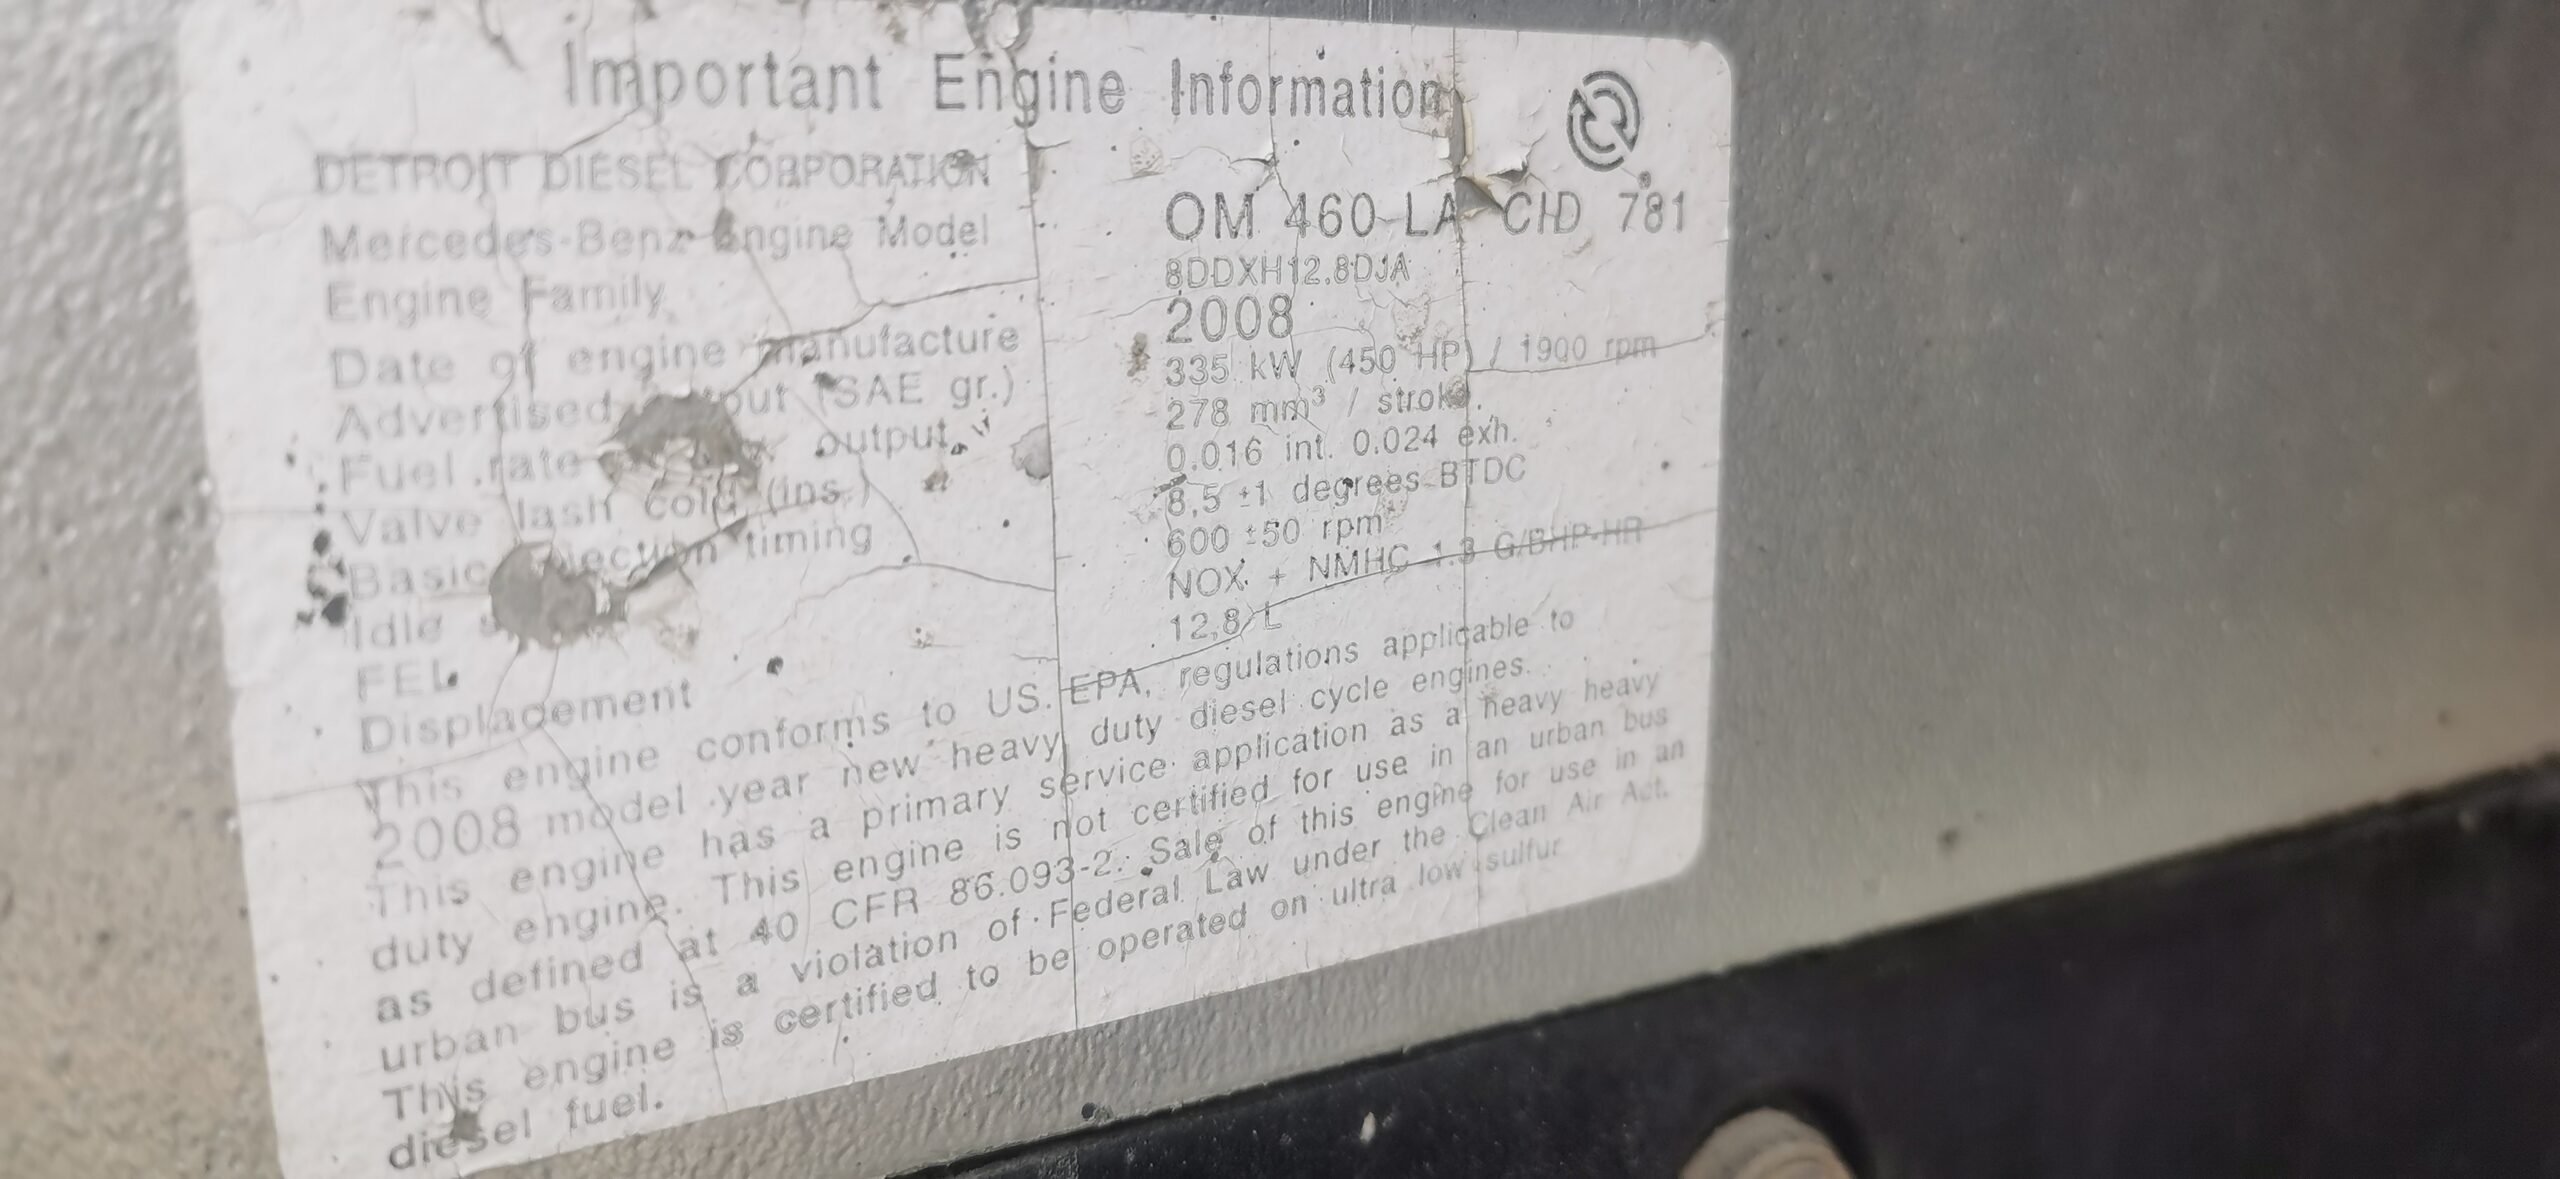 Important Engine Information
DETROIT DIESEL CORPORATION
Mercedes-Benz Engine Model OM 460 LA CID 781
Engine Family 8DDXH12.8DJA
Date of engine manufacture 2008
Advertised output (SAE gr.) 335 kW (450 HP) / 1900 rpm
Fuel rate output 278 mm³ / stroke.
Valve lash cold (ins.) 0.016 int. 0.024 exh.
Basic injection timing 8,5 ±1 degrees BTDC
Idle 600 ±50 rpm
FEL NOX + NMHC 1.3 G/BHP-HR
Displacement 12,8 L
This engine conforms to US. EPA, regulations applicable to
2008 model year new heavy duty diesel cycle engines.
This engine has a primary service application as a heavy heavy
duty engine. This engine is not certified for use in an urban bus
as defined at 40 CFR 86.093-2. Sale of this engine for use in an
urban bus is a violation of Federal Law under the Clean Air Act.
This engine is certified to be operated on ultra low sulfur
diesel fuel.